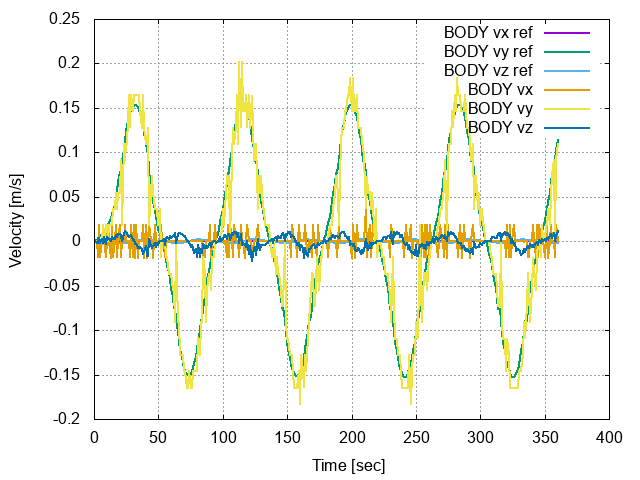 0.25
0.2
0.15
0.1
0.05
0
-0.05
-0.1
-0.15
-0.2
0 50 100 150 200 250 300 350 400
Velocity [m/s]
Time [sec]
BODY vx ref
BODY vy ref
BODY vz ref
BODY vx
BODY vy
BODY vz